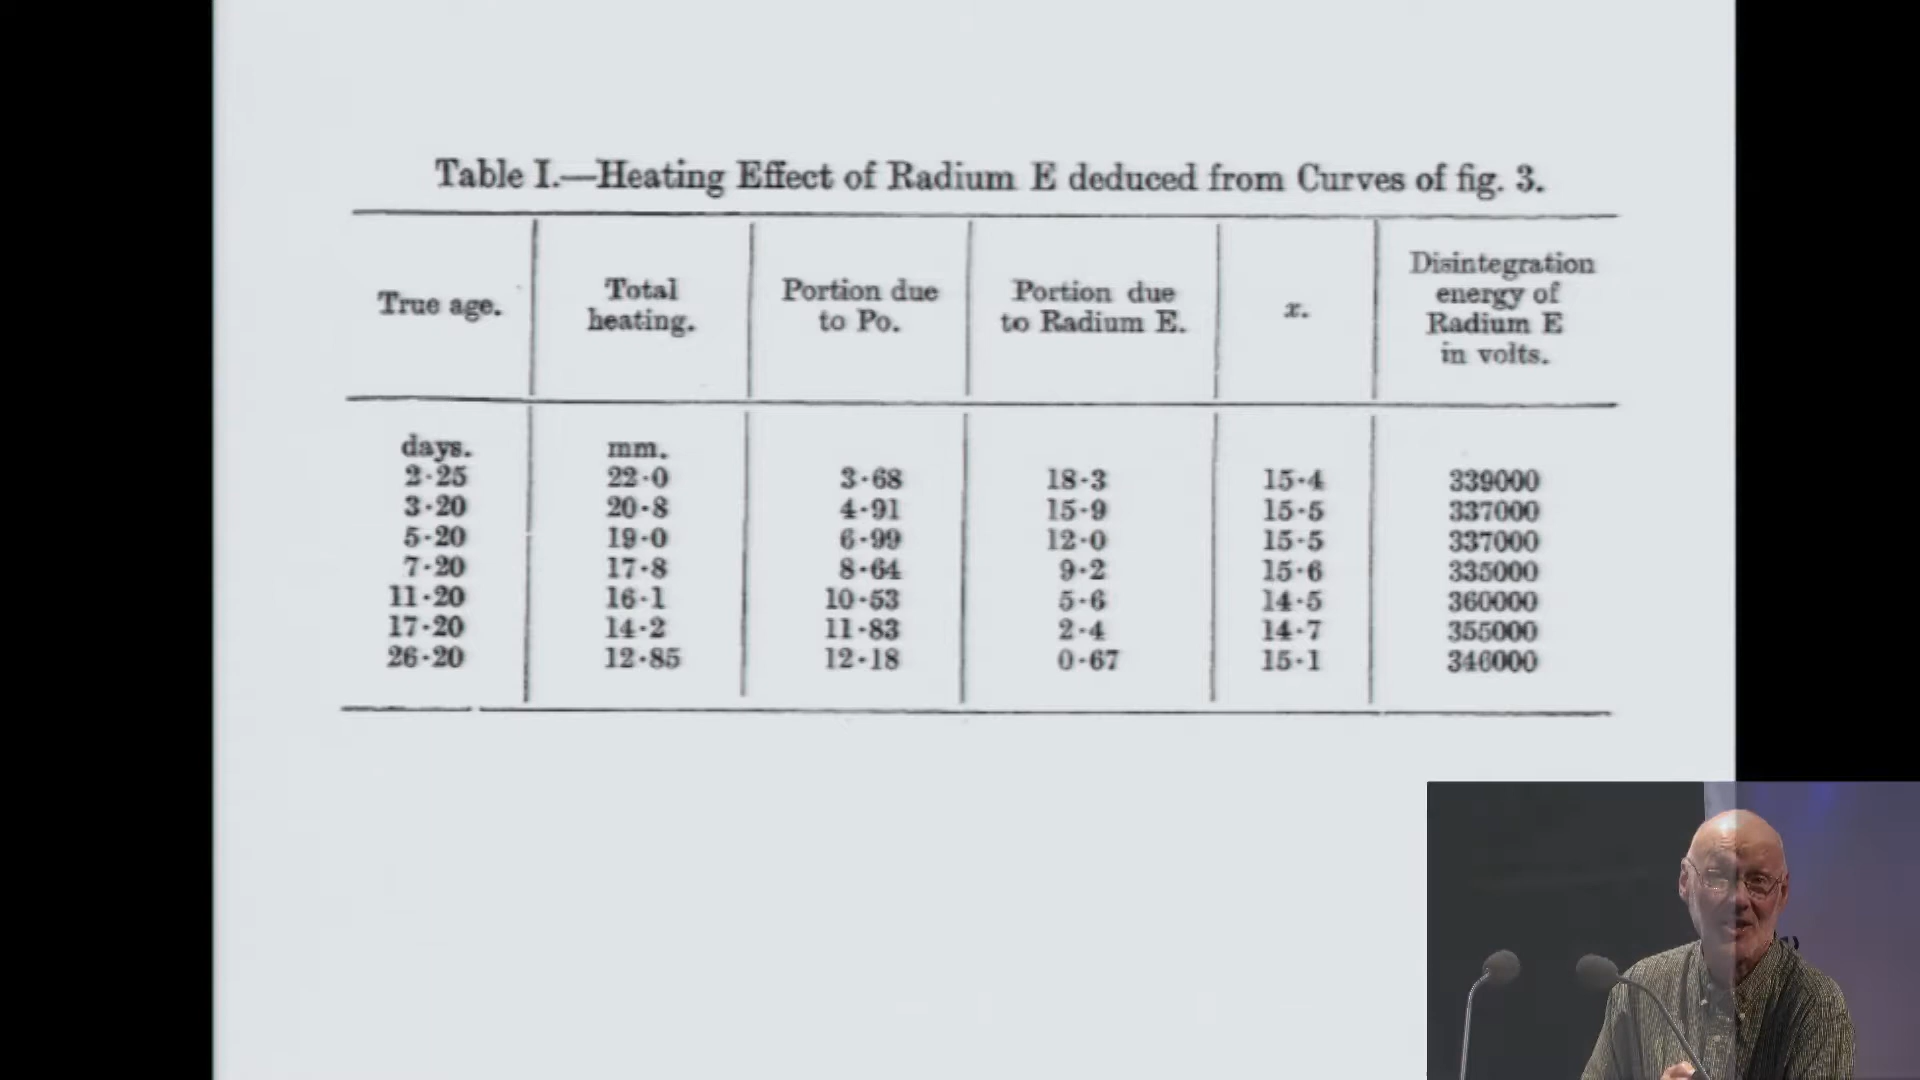 Table I.—Heating Effect of Radium E deduced from Curves of fig. 3.
True age. Total heating. Portion due to Po. Portion due to Radium E. x. Disintegration energy of Radium E in volts.
days. mm.
2·25 22·0 3·68 18·3 15·4 339000
3·20 20·8 4·91 15·9 15·5 337000
5·20 19·0 6·99 12·0 15·5 337000
7·20 17·8 8·64 9·2 15·6 335000
11·20 16·1 10·53 5·6 14·5 360000
17·20 14·2 11·83 2·4 14·7 355000
26·20 12·85 12·18 0·67 15·1 346000